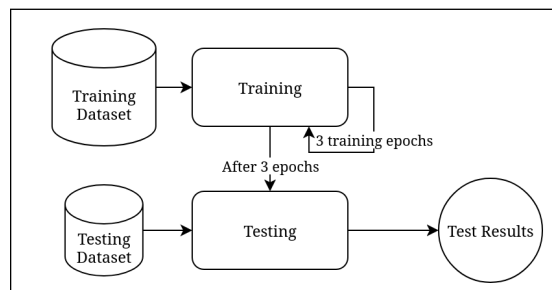 Training
Dataset
Training
3 training epochs
After 3 epochs
Testing
Dataset
Testing
Test Results